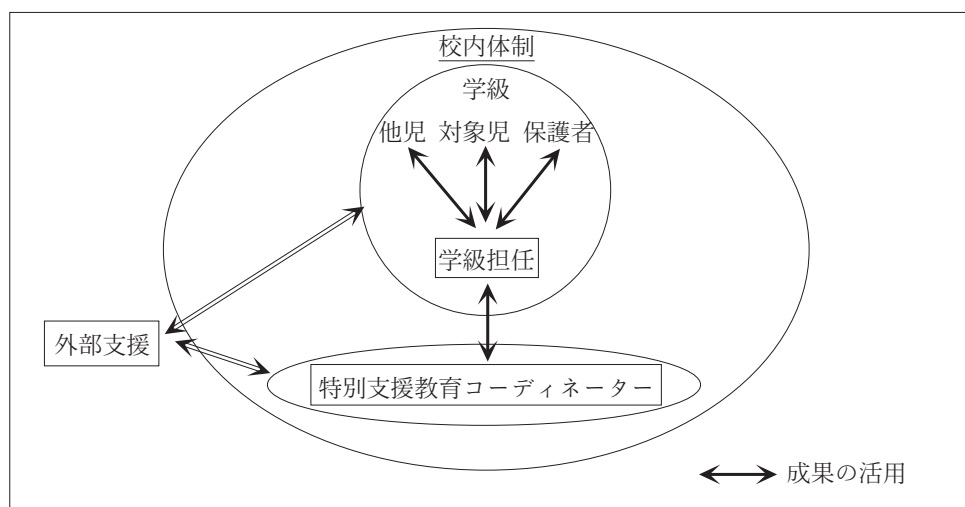 校内体制
学級
他児 対象児 保護者
学級担任
外部支援
特別支援教育コーディネーター
成果の活用